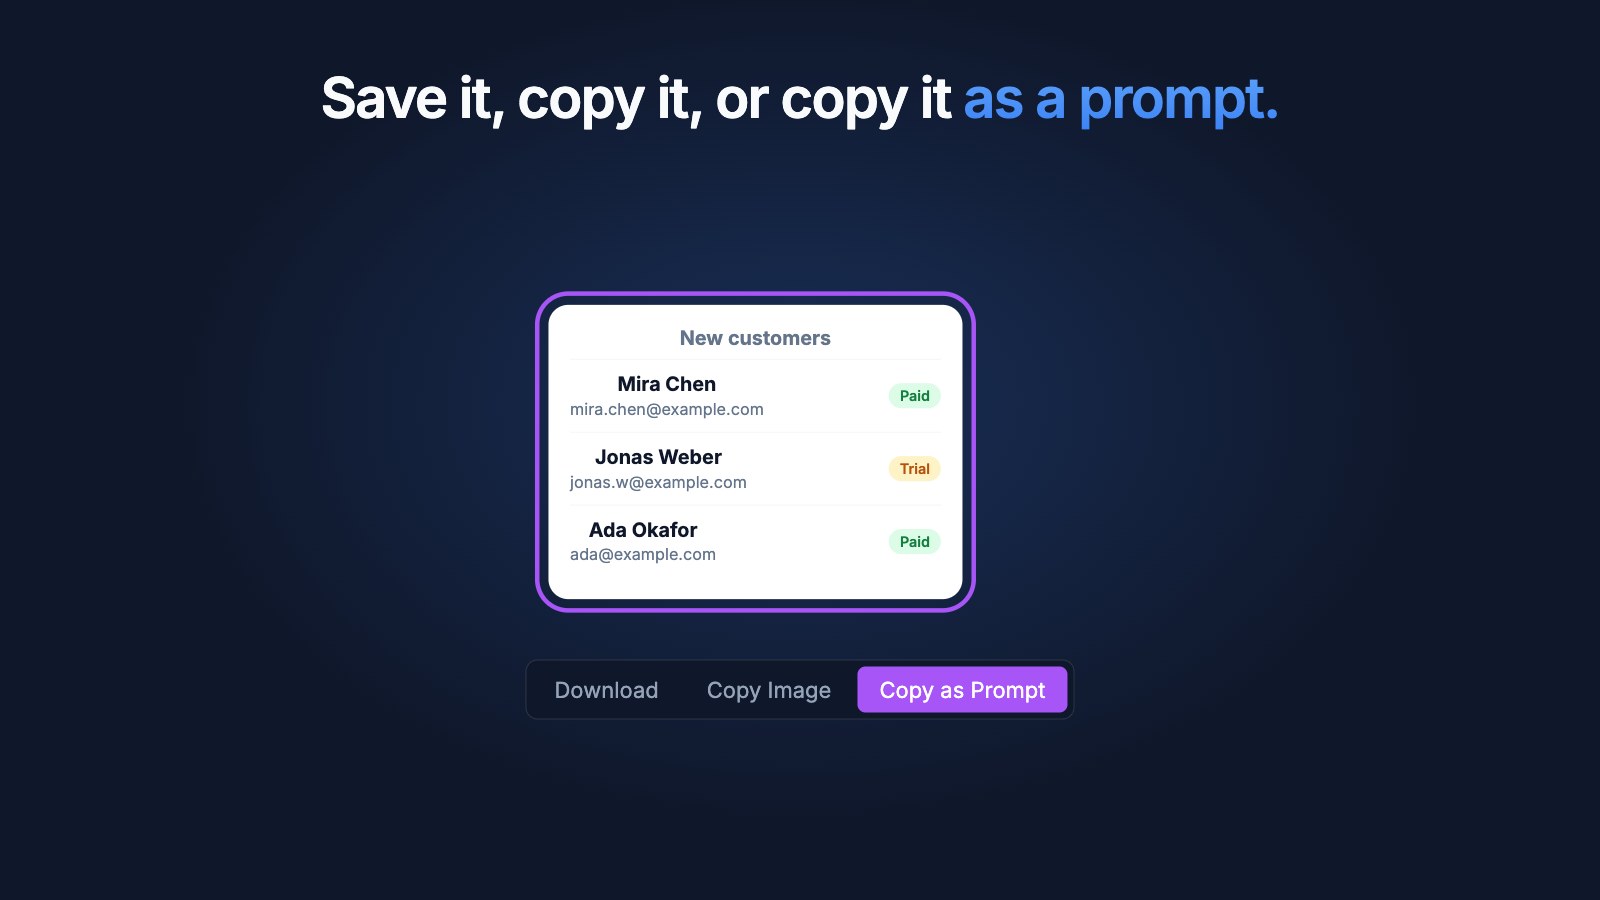 Save it, copy it, or copy it as a prompt.
New customers
Mira Chen
mira.chen@example.com
Paid
Jonas Weber
jonas.w@example.com
Trial
Ada Okafor
ada@example.com
Paid
Download
Copy Image
Copy as Prompt